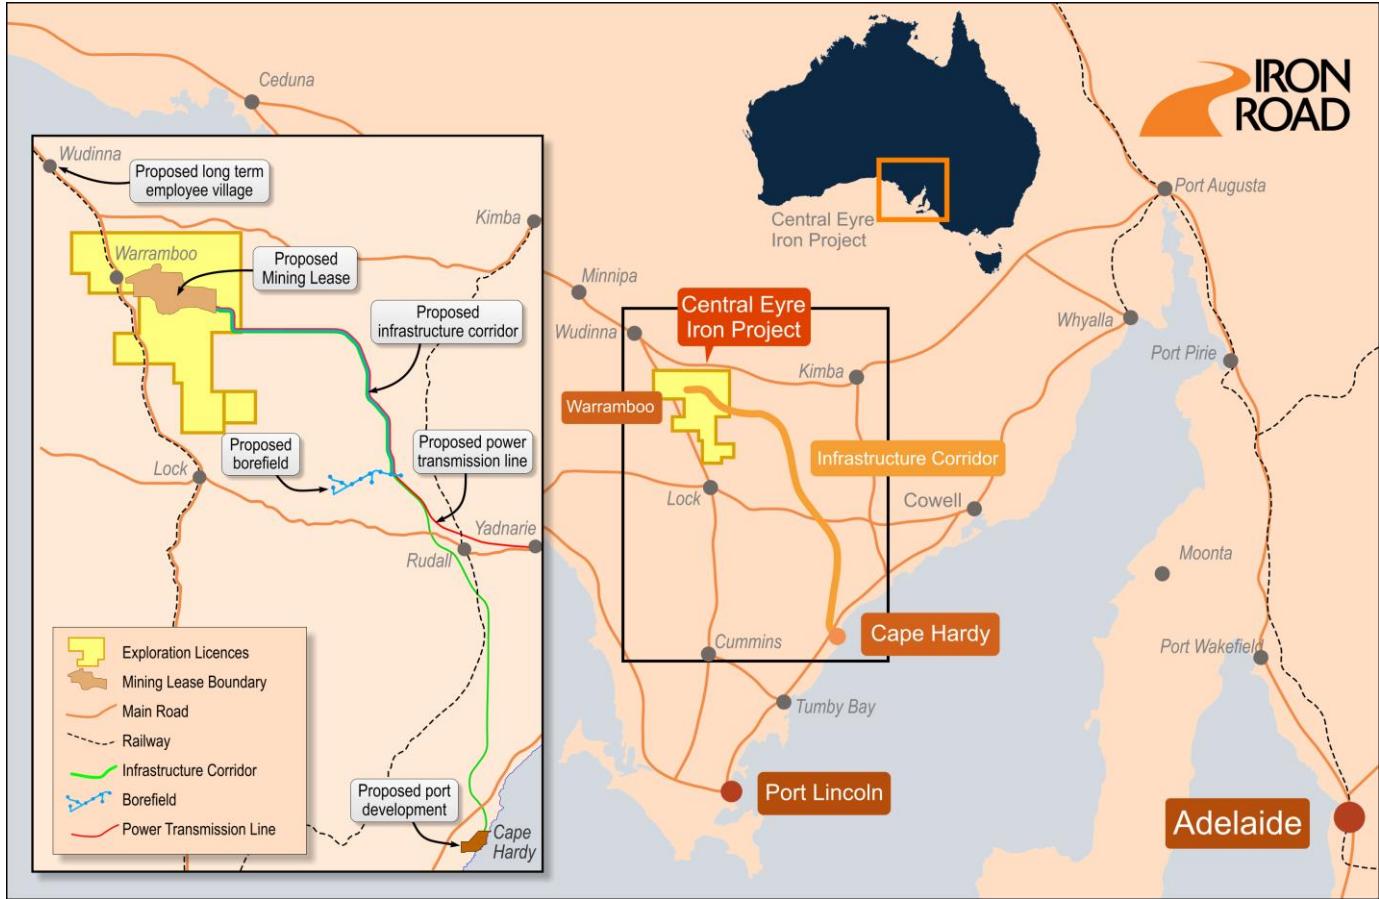 IRON
ROAD
Ceduna
Port Augusta
Central Eyre
Iron Project
Minnipa
Wudinna
Central Eyre
Iron Project
Kimba
Whyalla
Port Pirie
Warramboo
Infrastructure Corridor
Lock
Cowell
Moonta
Cape Hardy
Cummins
Port Wakefield
Tumby Bay
Port Lincoln
Adelaide
Wudinna
Proposed long term
employee village
Kimba
Warramboo
Proposed
Mining Lease
Proposed
infrastructure corridor
Proposed power
transmission line
Proposed
borefield
Lock
Yadnarie
Rudall
Exploration Licences
Mining Lease Boundary
Main Road
Railway
Infrastructure Corridor
Borefield
Power Transmission Line
Proposed port
development
Cape
Hardy